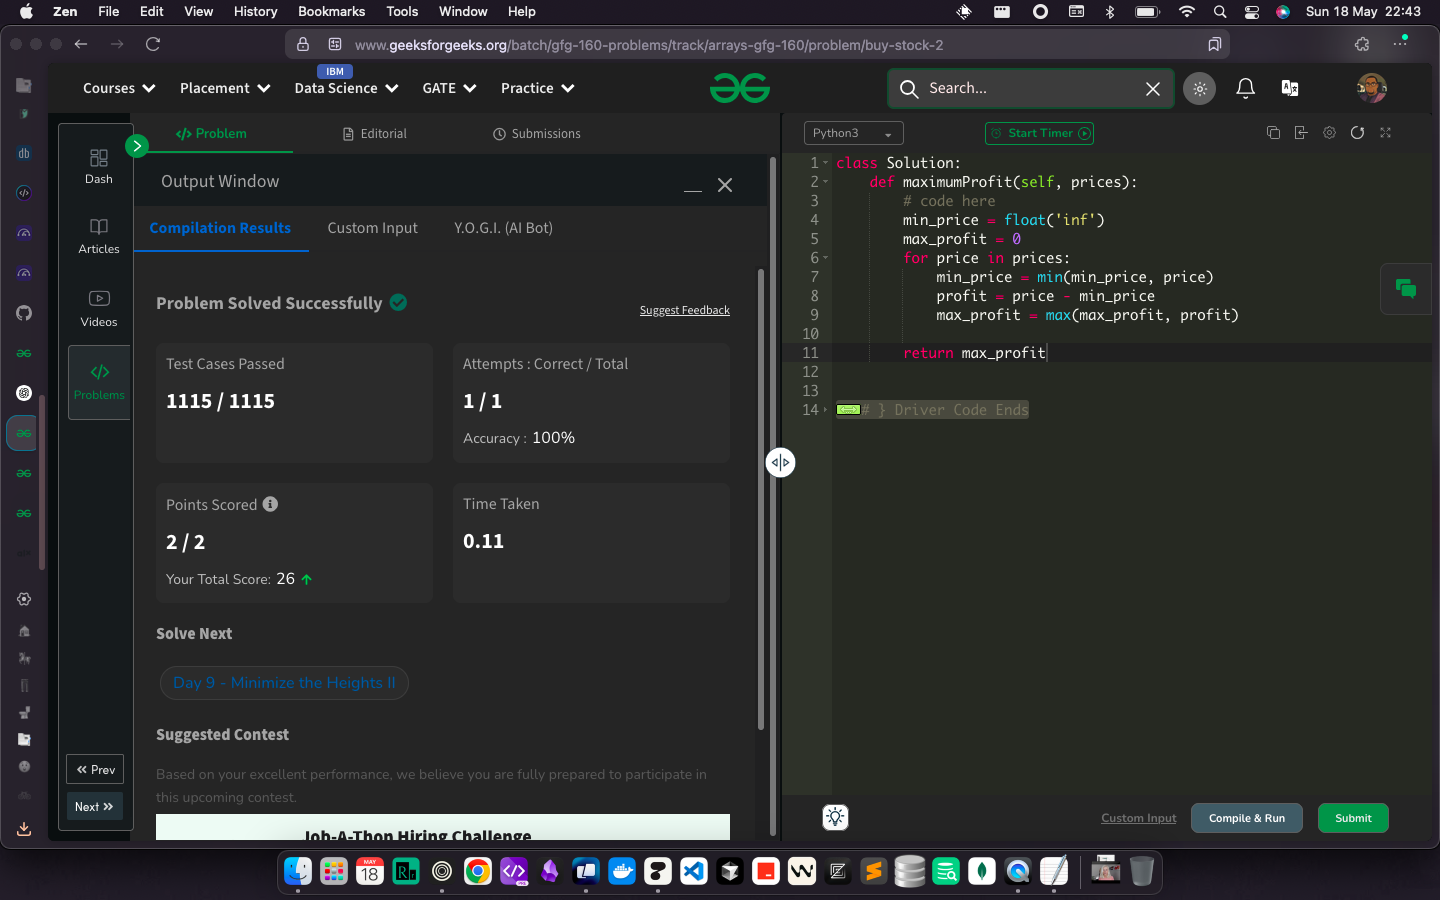 Zen File Edit View History Bookmarks Tools Window Help Sun 18 May 22:43
www.geeksforgeeks.org/batch/gfg-160-problems/track/arrays-gfg-160/problem/buy-stock-2
IBM
Courses Placement Data Science GATE Practice Search...
Dash
Articles
Videos
Problems
Prev
Next
Problem Editorial Submissions
Output Window
Compilation Results Custom Input Y.O.G.I. (AI Bot)
Problem Solved Successfully
Suggest Feedback
Test Cases Passed
1115 / 1115
Attempts : Correct / Total
1 / 1
Accuracy : 100%
Points Scored
2 / 2
Your Total Score: 26
Time Taken
0.11
Solve Next
Day 9 - Minimize the Heights II
Suggested Contest
Based on your excellent performance, we believe you are fully prepared to participate in
this upcoming contest.
Job-A-Thon Hiring Challenge
Python3 Start Timer
1 class Solution:
2 def maximumProfit(self, prices):
3 # code here
4 min_price = float('inf')
5 max_profit = 0
6 for price in prices:
7 min_price = min(min_price, price)
8 profit = price - min_price
9 max_profit = max(max_profit, profit)
10
11 return max_profit
12
13
14 # } Driver Code Ends
Custom Input Compile & Run Submit
MAY
18